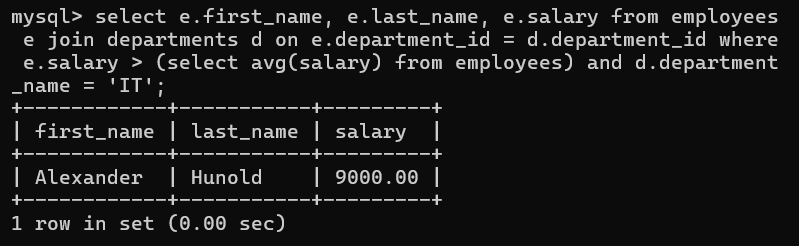 mysql> select e.first_name, e.last_name, e.salary from employees
 e join departments d on e.department_id = d.department_id where
 e.salary > (select avg(salary) from employees) and d.department
_name = 'IT';
+------------+-----------+---------+
| first_name | last_name | salary  |
+------------+-----------+---------+
| Alexander  | Hunold    | 9000.00 |
+------------+-----------+---------+
1 row in set (0.00 sec)